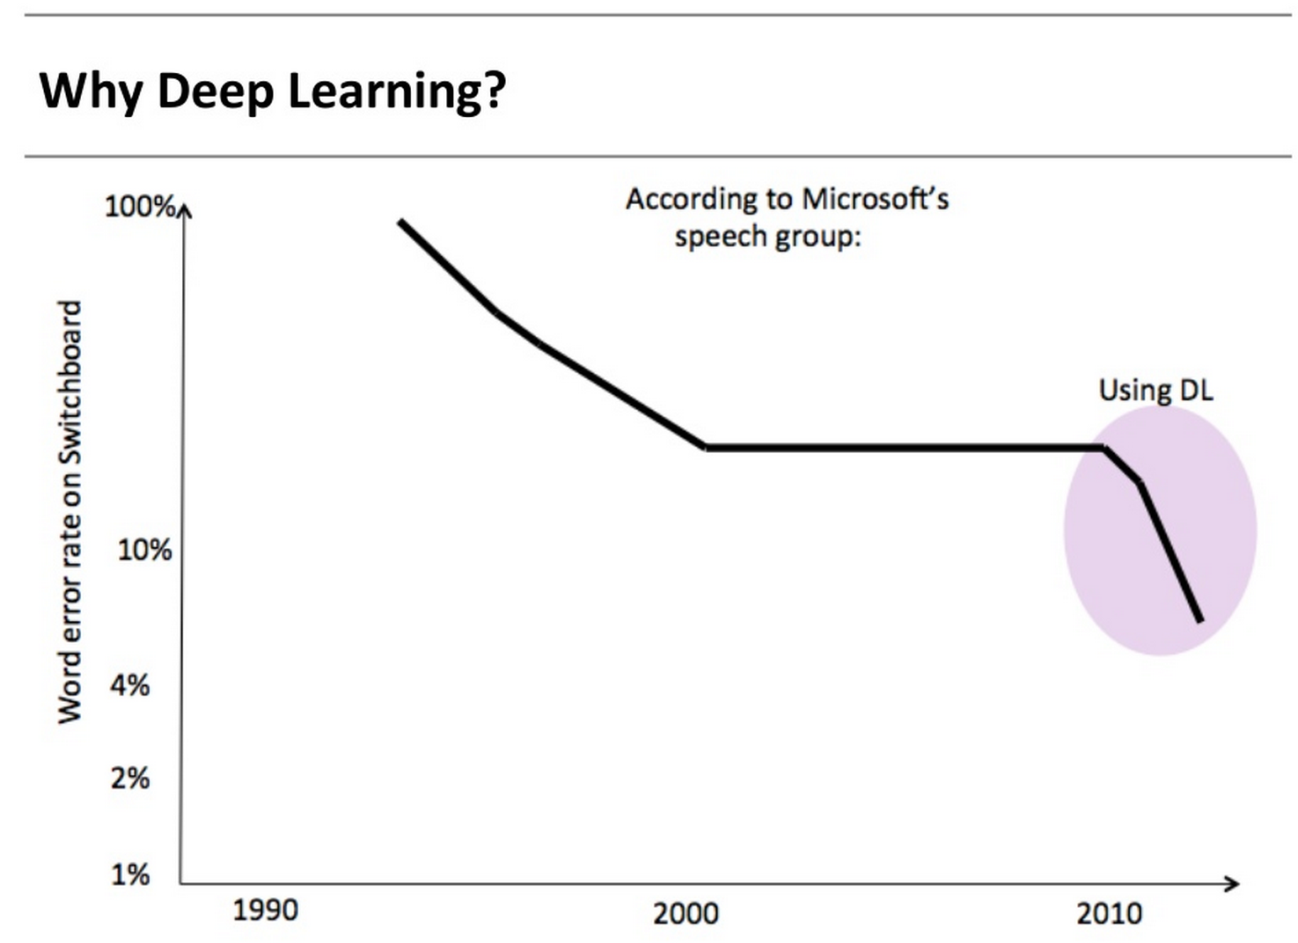 Why Deep Learning?
According to Microsoft's
speech group:
100%
Using DL
Word error rate on Switchboard
10%
4%
2%
1%
1990
2000
2010